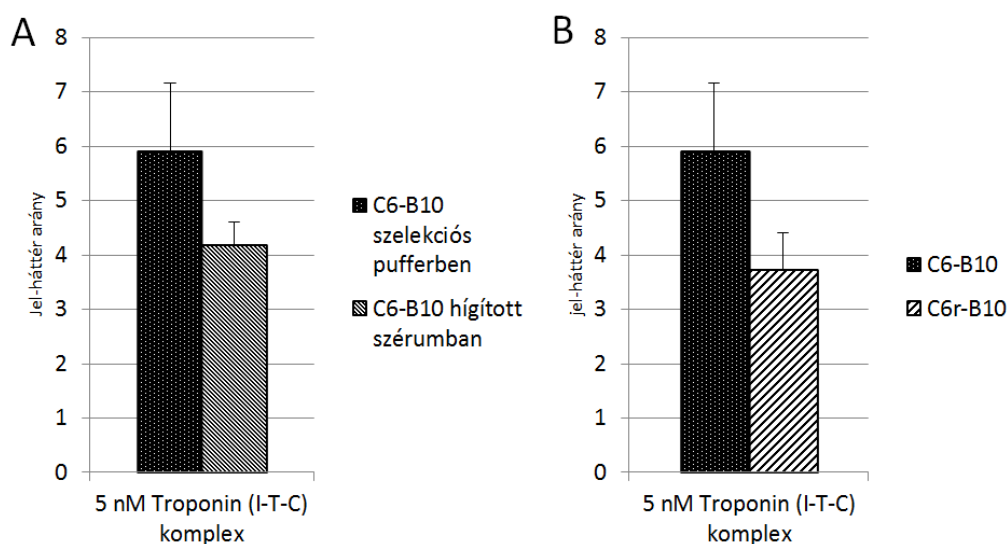 A
8
7
6
5
4
3
2
1
0
Jel-háttér arány
5 nM Troponin (I-T-C)
komplex
C6-B10
szelekciós
pufferben
C6-B10 hígított
szérumban
B
8
7
6
5
4
3
2
1
0
jel-háttér arány
5 nM Troponin (I-T-C)
komplex
C6-B10
C6r-B10